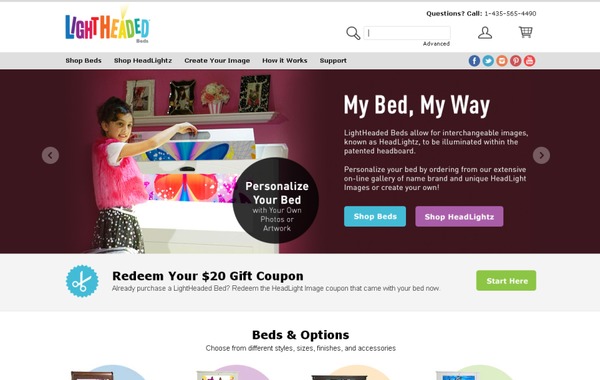 Questions? Call: 1-435-565-4490
LIGHTHEADED
Beds
Advanced
Shop Beds
Shop HeadLightz
Create Your Image
How it Works
Support
My Bed, My Way
LightHeaded Beds allow for interchangeable images,
known as HeadLightz, to be illuminated within the
patented headboard.
Personalize your bed by ordering from our extensive
on-line gallery of name brand and unique HeadLight
Images or create your own!
Personalize
Your Bed
with Your Own
Photos or
Artwork
Shop Beds
Shop HeadLightz
Redeem Your $20 Gift Coupon
Already purchase a LightHeaded Bed? Redeem the HeadLight Image coupon that came with your bed now.
Start Here
Beds & Options
Choose from different styles, sizes, finishes, and accessories